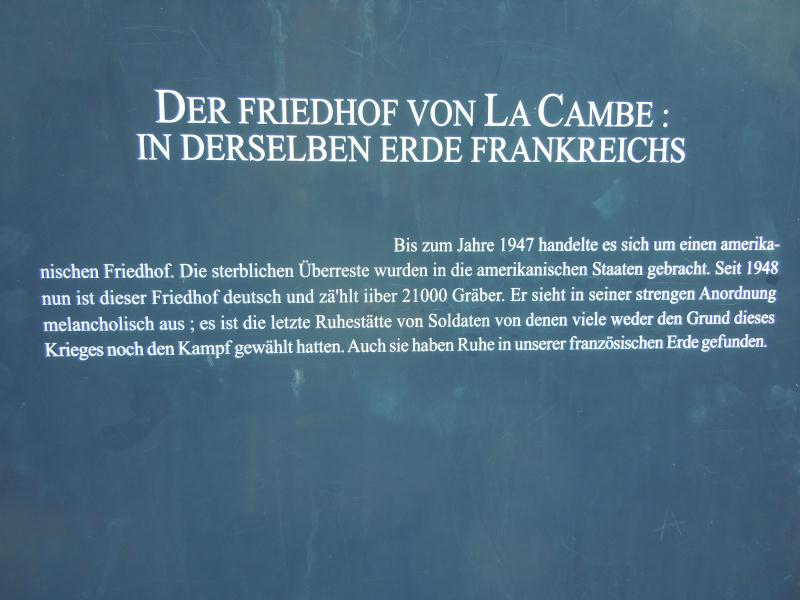 DER FRIEDHOF VON LA CAMBE :
IN DERSELBEN ERDE FRANKREICHS
Bis zum Jahre 1947 handelte es sich um einen amerika-
nischen Friedhof. Die sterblichen Überreste wurden in die amerikanischen Staaten gebracht. Seit 1948
nun ist dieser Friedhof deutsch und zä'hlt iiber 21000 Gräber. Er sieht in seiner strengen Anordnung
melancholisch aus ; es ist die letzte Ruhestätte von Soldaten von denen viele weder den Grund dieses
Krieges noch den Kampf gewählt hatten. Auch sie haben Ruhe in unserer französischen Erde gefunden.